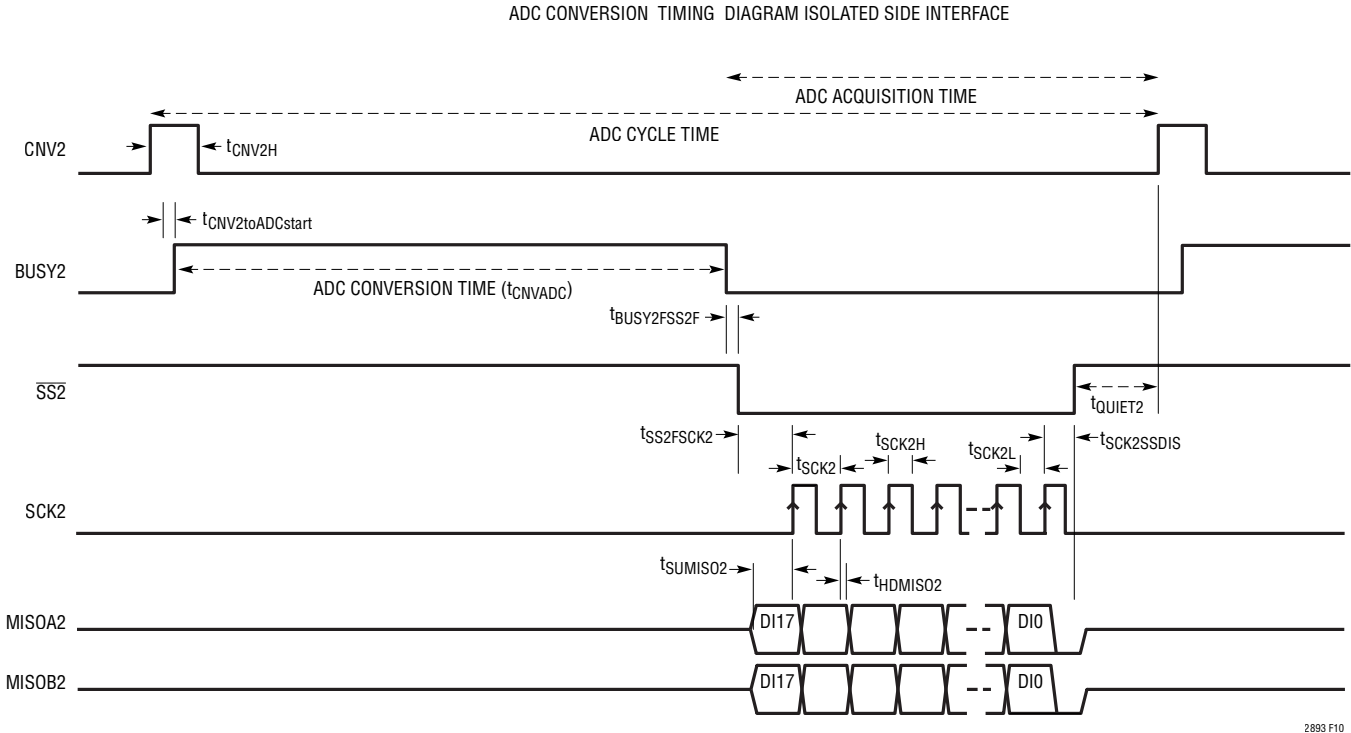 ADC CONVERSION TIMING DIAGRAM ISOLATED SIDE INTERFACE
ADC ACQUISITION TIME
ADC CYCLE TIME
CNV2
tCNV2H
tCNV2toADCstart
BUSY2
ADC CONVERSION TIME (tCNVADC)
tBUSY2FSS2F
SS2
tQUIET2
tSS2FSCK2
tSCK2H
tSCK2L
tSCK2SSDIS
tSCK2
SCK2
tSUMISO2
tHDMISO2
MISOA2
DI17
DI0
MISOB2
DI17
DI0
2893 F10